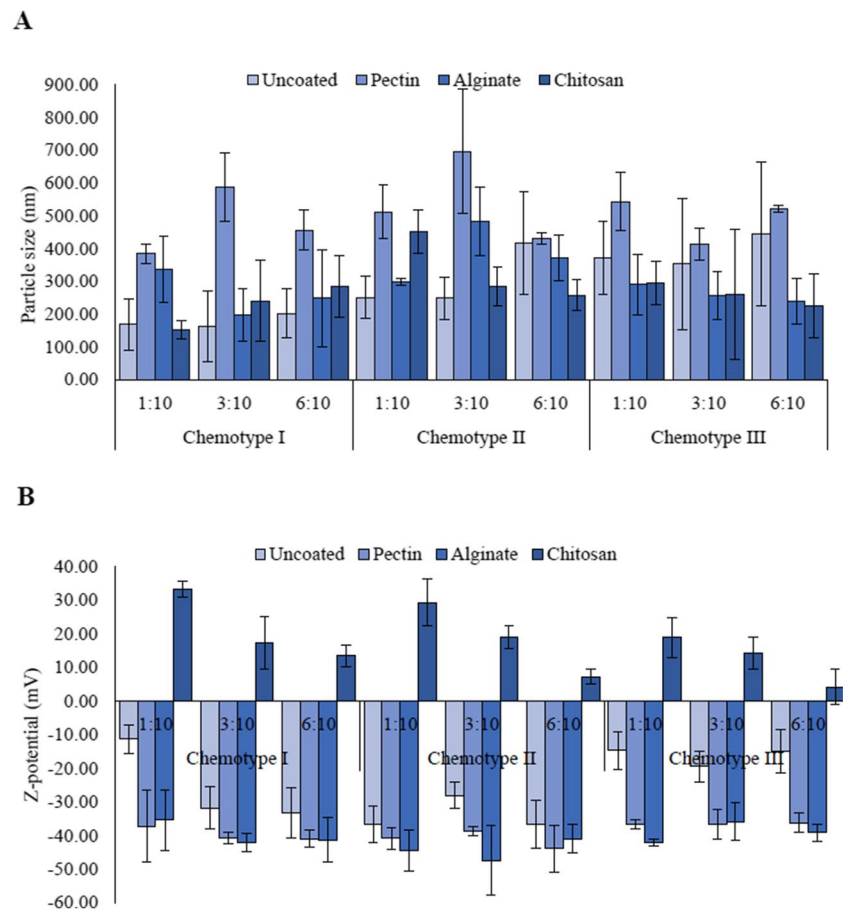 A
900.00
Uncoated Pectin Alginate Chitosan
800.00
700.00
600.00
500.00
400.00
300.00
200.00
100.00
0.00
Particle size (nm)
1:10 3:10 6:10 1:10 3:10 6:10 1:10 3:10 6:10
Chemotype I Chemotype II Chemotype III
B
40.00
Uncoated Pectin Alginate Chitosan
30.00
20.00
10.00
0.00
-10.00
-20.00
-30.00
-40.00
-50.00
-60.00
Z-potential (mV)
1:10 3:10 6:10 1:10 3:10 6:10 1:10 3:10 6:10
Chemotype I Chemotype II Chemotype III